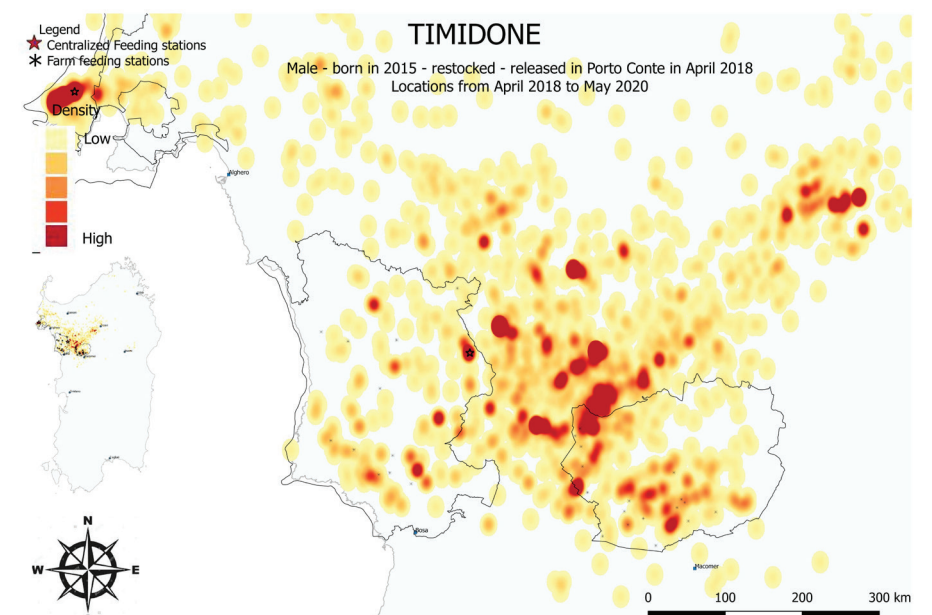 TIMIDONE
Male - born in 2015 - restocked - released in Porto Conte in April 2018
Locations from April 2018 to May 2020
Legend
Centralized Feeding stations
Farm feeding stations
Density
Low
High
Alghero
Bosa
Macomer
N
W
E
S
0 100 200 300 km